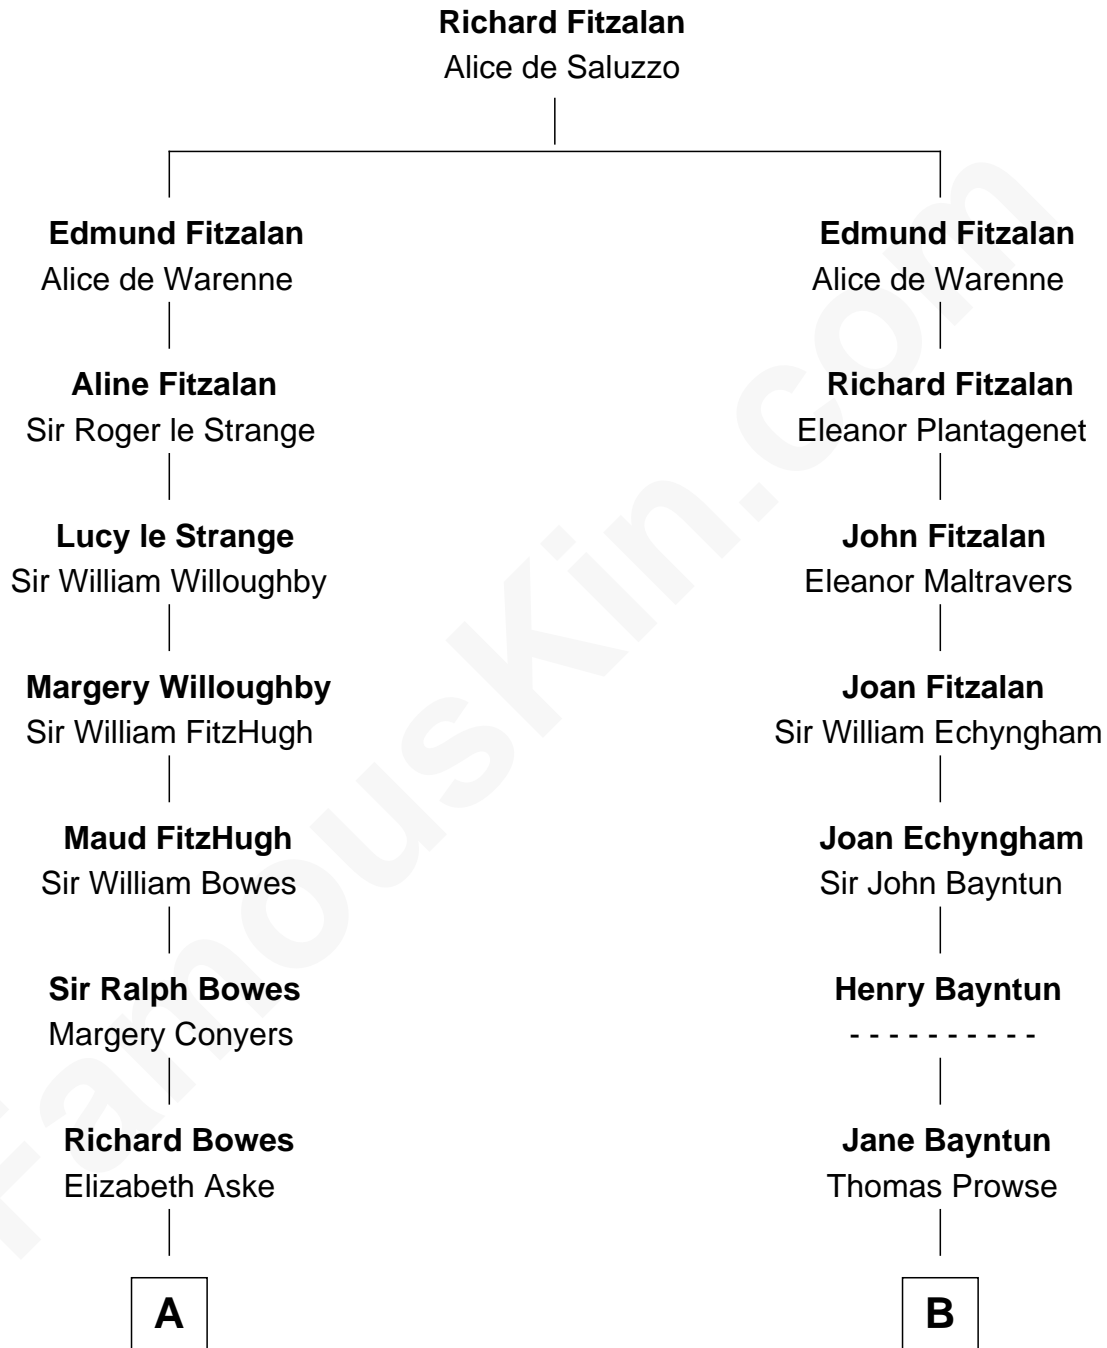 Richard Fitzalan
Alice de Saluzzo
Edmund Fitzalan
Alice de Warenne
Edmund Fitzalan
Alice de Warenne
Aline Fitzalan
Sir Roger le Strange
Richard Fitzalan
Eleanor Plantagenet
Lucy le Strange
Sir William Willoughby
John Fitzalan
Eleanor Maltravers
Margery Willoughby
Sir William FitzHugh
Joan Fitzalan
Sir William Echyngham
Maud FitzHugh
Sir William Bowes
Joan Echyngham
Sir John Bayntun
Sir Ralph Bowes
Margery Conyers
Henry Bayntun
- - - - - - - - - -
Richard Bowes
Elizabeth Aske
Jane Bayntun
Thomas Prowse
A
B
FamousKin.com